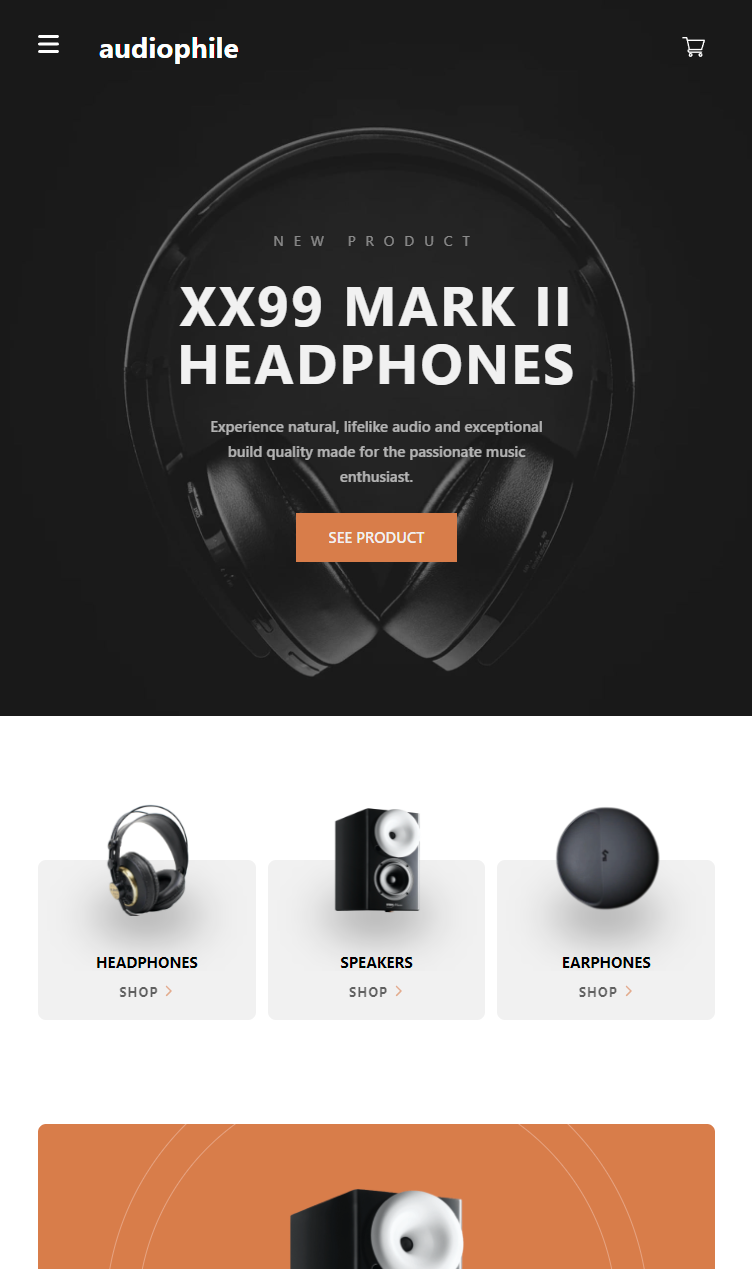 audiophile
NEW PRODUCT
XX99 MARK II
HEADPHONES
Experience natural, lifelike audio and exceptional
build quality made for the passionate music
enthusiast.
SEE PRODUCT
HEADPHONES
SHOP
SPEAKERS
SHOP
EARPHONES
SHOP